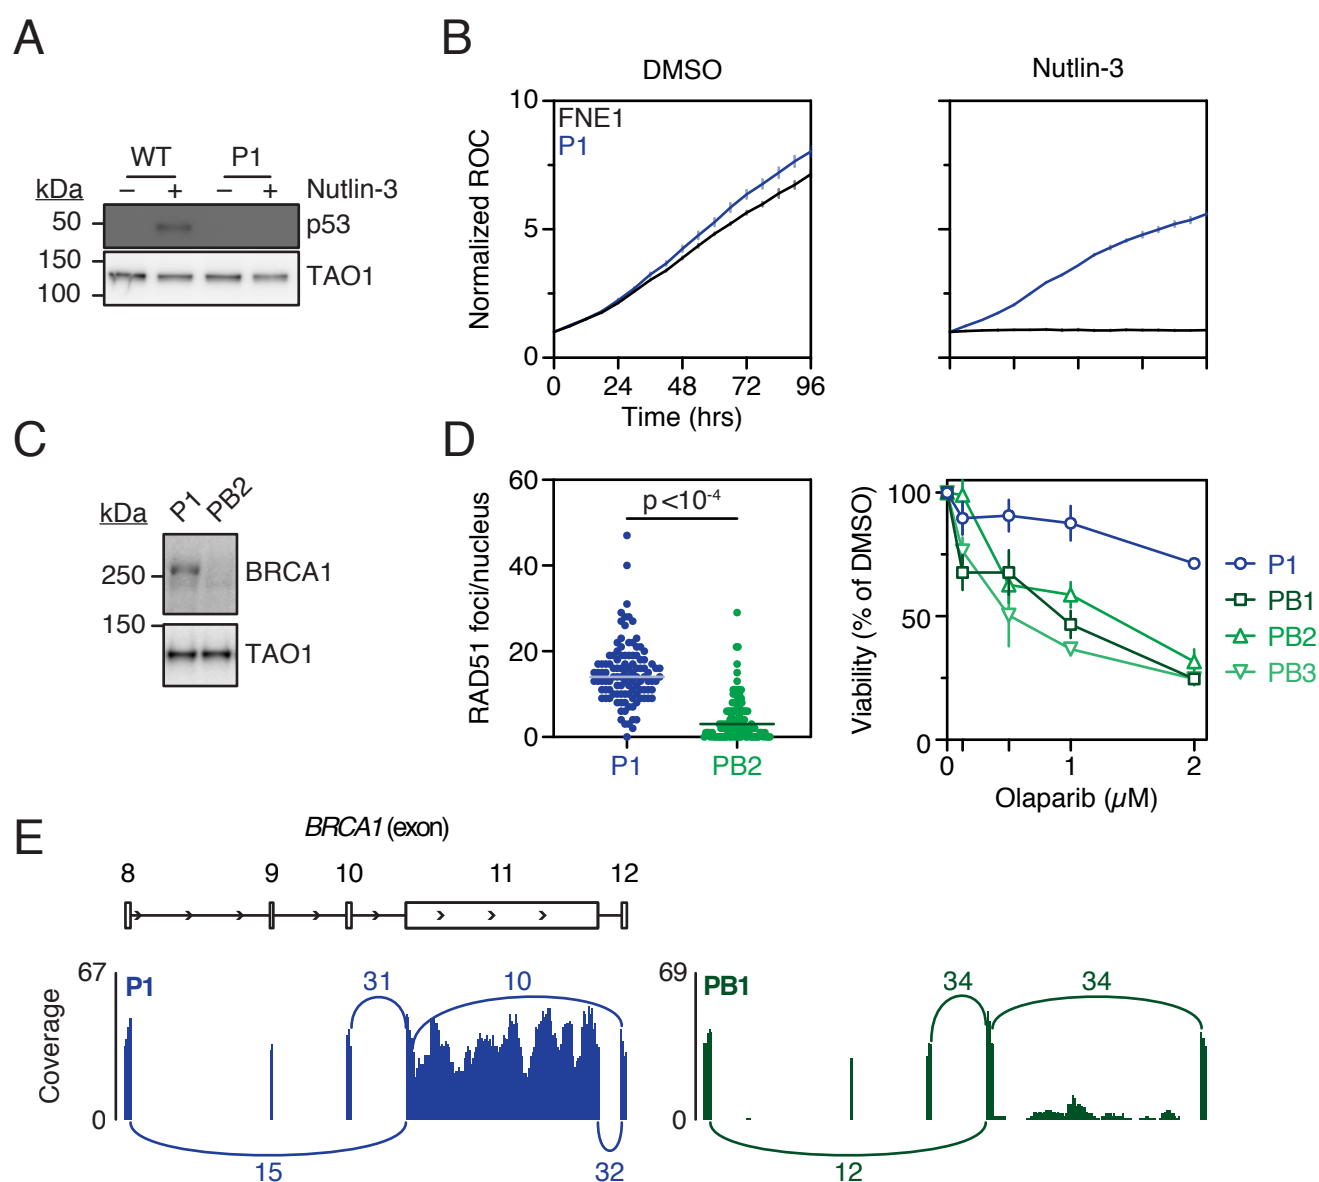 A
WT P1
kDa − + − + Nutlin-3
50 p53
150
100 TAO1
B
DMSO
Nutlin-3
10
FNE1
P1
Normalized ROC
5
0
0 24 48 72 96
Time (hrs)
C
P1 PB2
kDa
250 BRCA1
150
TAO1
D
60
p<10-4
RAD51 foci/nucleus
40
20
0
P1 PB2
100
Viability (% of DMSO)
50
0
0 1 2
Olaparib (µM)
P1
PB1
PB2
PB3
E
BRCA1 (exon)
8 9 10 11 12
67 P1 31 10
Coverage
0
15 32
69 PB1 34 34
0
12